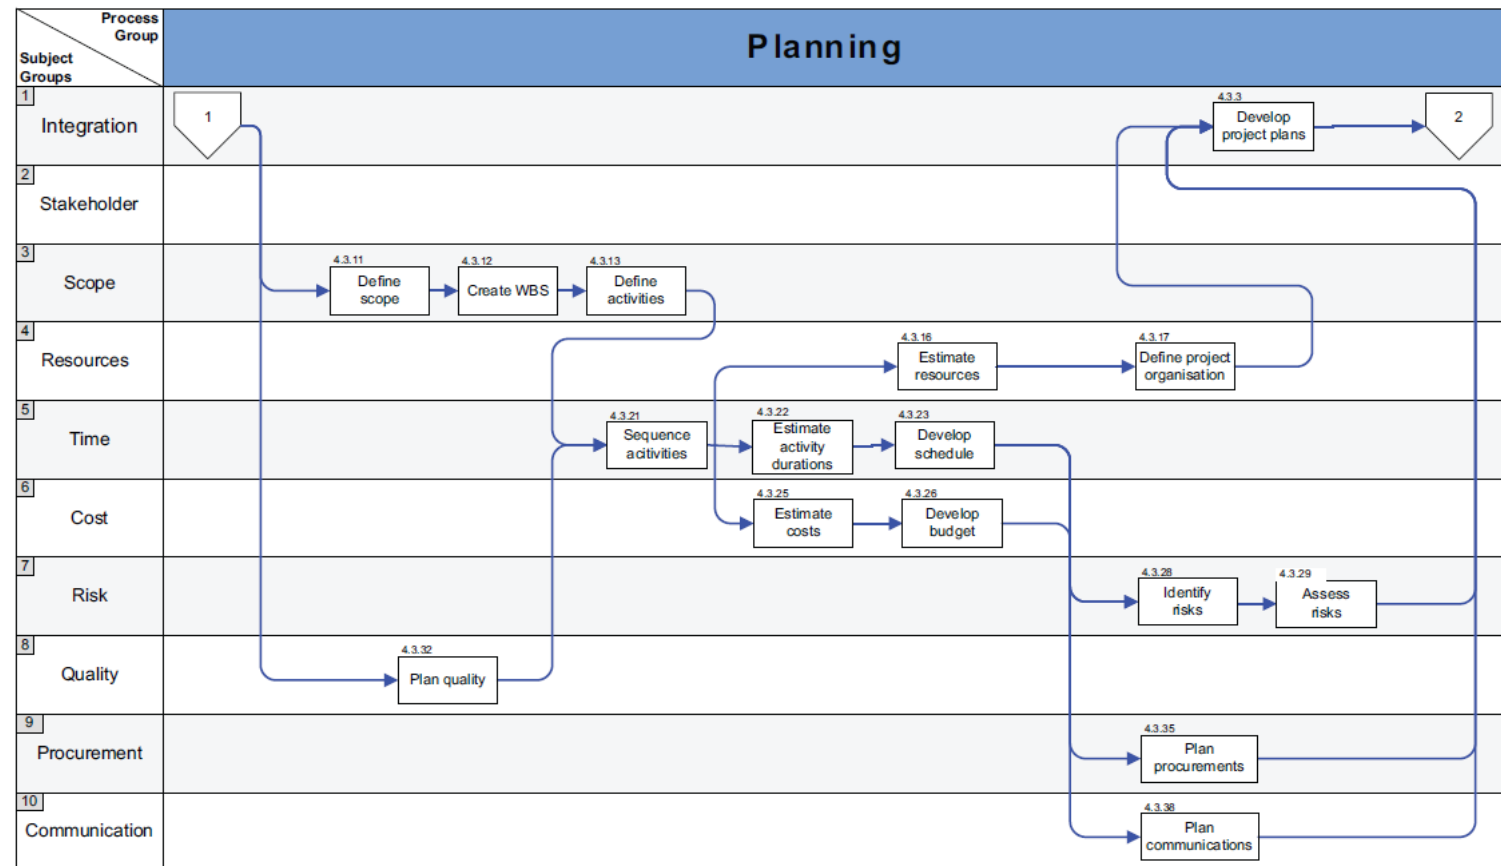 Process
Group
Subject
Groups
Planning
1
Integration
1
4.3.3
Develop
project plans
2
2
Stakeholder
3
Scope
4.3.11
Define
scope
4.3.12
Create WBS
4.3.13
Define
activities
4
Resources
4.3.16
Estimate
resources
4.3.17
Define project
organisation
5
Time
4.3.21
Sequence
acitivities
4.3.22
Estimate
activity
durations
4.3.23
Develop
schedule
6
Cost
4.3.25
Estimate
costs
4.3.26
Develop
budget
7
Risk
4.3.28
Identify
risks
4.3.29
Assess
risks
8
Quality
4.3.32
Plan quality
9
Procurement
4.3.35
Plan
procurements
10
Communication
4.3.38
Plan
communications